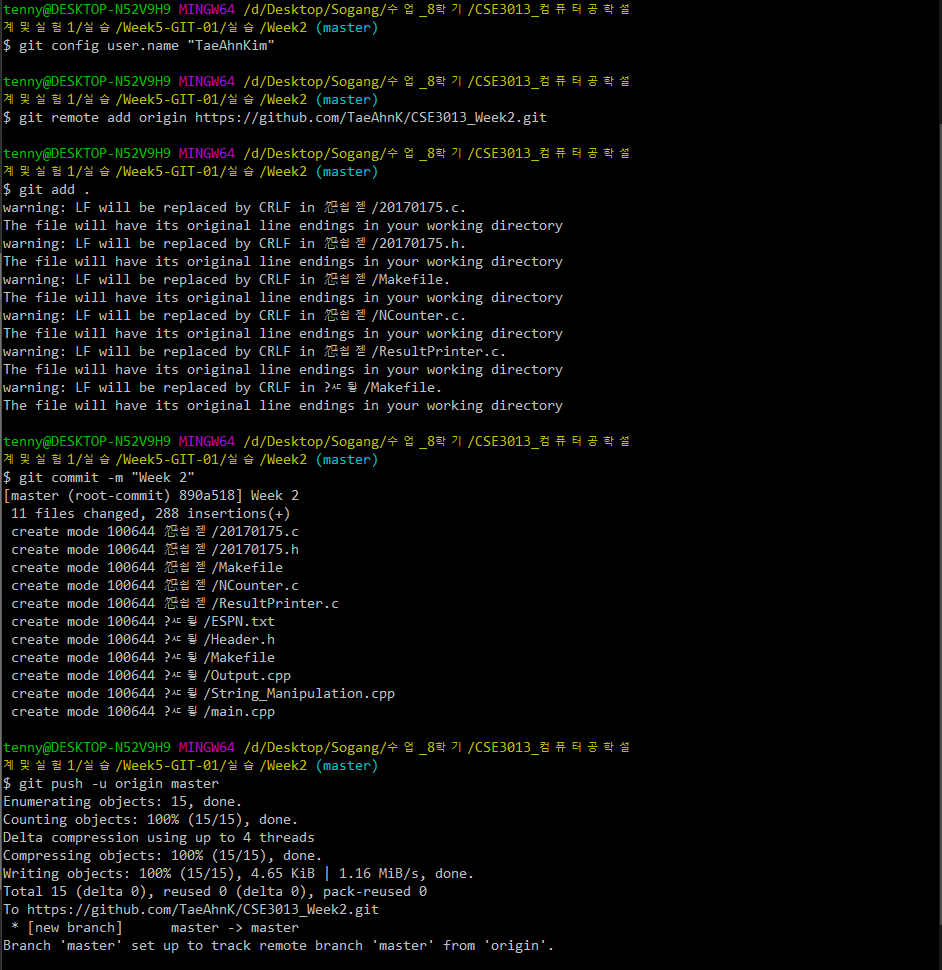 tenny@DESKTOP-N52V9H9 MINGW64 /d/Desktop/Sogang/수업_8학기/CSE3013_컴퓨터공학설
계및실험1/실습/Week5-GIT-01/실습/Week2 (master)
$ git config user.name "TaeAhnKim"

tenny@DESKTOP-N52V9H9 MINGW64 /d/Desktop/Sogang/수업_8학기/CSE3013_컴퓨터공학설
계및실험1/실습/Week5-GIT-01/실습/Week2 (master)
$ git remote add origin https://github.com/TaeAhnK/CSE3013_Week2.git

tenny@DESKTOP-N52V9H9 MINGW64 /d/Desktop/Sogang/수업_8학기/CSE3013_컴퓨터공학설
계및실험1/실습/Week5-GIT-01/실습/Week2 (master)
$ git add .
warning: LF will be replaced by CRLF in 쉽젣/20170175.c.
The file will have its original line endings in your working directory
warning: LF will be replaced by CRLF in 쉽젣/20170175.h.
The file will have its original line endings in your working directory
warning: LF will be replaced by CRLF in 쉽젣/Makefile.
The file will have its original line endings in your working directory
warning: LF will be replaced by CRLF in 쉽젣/NCounter.c.
The file will have its original line endings in your working directory
warning: LF will be replaced by CRLF in 쉽젣/ResultPrinter.c.
The file will have its original line endings in your working directory
warning: LF will be replaced by CRLF in /Makefile.
The file will have its original line endings in your working directory

tenny@DESKTOP-N52V9H9 MINGW64 /d/Desktop/Sogang/수업_8학기/CSE3013_컴퓨터공학설
계및실험1/실습/Week5-GIT-01/실습/Week2 (master)
$ git commit -m "Week 2"
[master (root-commit) 890a518] Week 2
 11 files changed, 288 insertions(+)
 create mode 100644 쉽젣/20170175.c
 create mode 100644 쉽젣/20170175.h
 create mode 100644 쉽젣/Makefile
 create mode 100644 쉽젣/NCounter.c
 create mode 100644 쉽젣/ResultPrinter.c
 create mode 100644 /ESPN.txt
 create mode 100644 /Header.h
 create mode 100644 /Makefile
 create mode 100644 /Output.cpp
 create mode 100644 /String_Manipulation.cpp
 create mode 100644 /main.cpp

tenny@DESKTOP-N52V9H9 MINGW64 /d/Desktop/Sogang/수업_8학기/CSE3013_컴퓨터공학설
계및실험1/실습/Week5-GIT-01/실습/Week2 (master)
$ git push -u origin master
Enumerating objects: 15, done.
Counting objects: 100% (15/15), done.
Delta compression using up to 4 threads
Compressing objects: 100% (15/15), done.
Writing objects: 100% (15/15), 4.65 KiB | 1.16 MiB/s, done.
Total 15 (delta 0), reused 0 (delta 0), pack-reused 0
To https://github.com/TaeAhnK/CSE3013_Week2.git
 * [new branch]      master -> master
Branch 'master' set up to track remote branch 'master' from 'origin'.